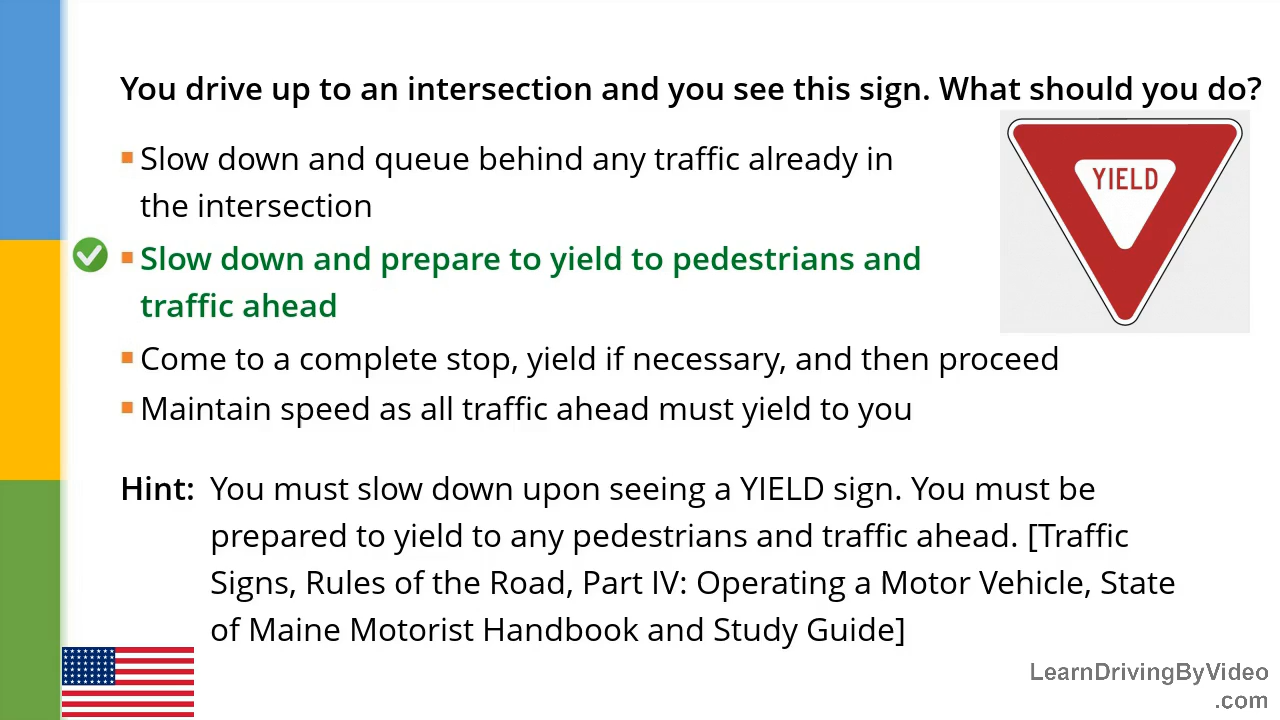 You drive up to an intersection and you see this sign. What should you do?
Slow down and queue behind any traffic already in
the intersection
YIELD
Slow down and prepare to yield to pedestrians and
traffic ahead
Come to a complete stop, yield if necessary, and then proceed
Maintain speed as all traffic ahead must yield to you
Hint: You must slow down upon seeing a YIELD sign. You must be
prepared to yield to any pedestrians and traffic ahead. [Traffic
Signs, Rules of the Road, Part IV: Operating a Motor Vehicle, State
of Maine Motorist Handbook and Study Guide]
LearnDrivingByVideo
.com